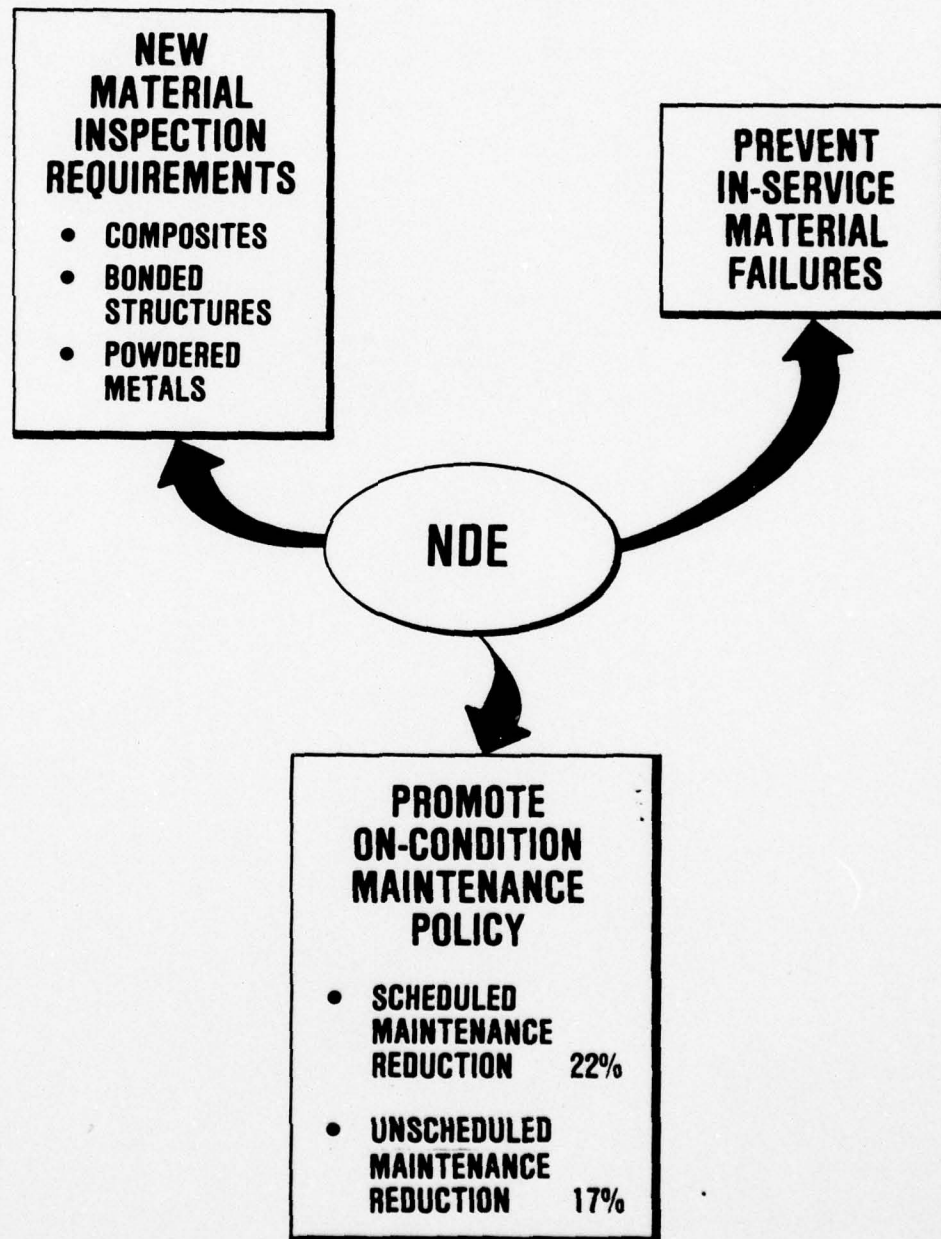 NEW
MATERIAL
INSPECTION
REQUIREMENTS
• COMPOSITES
• BONDED
STRUCTURES
• POWDERED
METALS
PREVENT
IN-SERVICE
MATERIAL
FAILURES
NDE
PROMOTE
ON-CONDITION
MAINTENANCE
POLICY
• SCHEDULED
MAINTENANCE
REDUCTION 22%
• UNSCHEDULED
MAINTENANCE
REDUCTION 17%